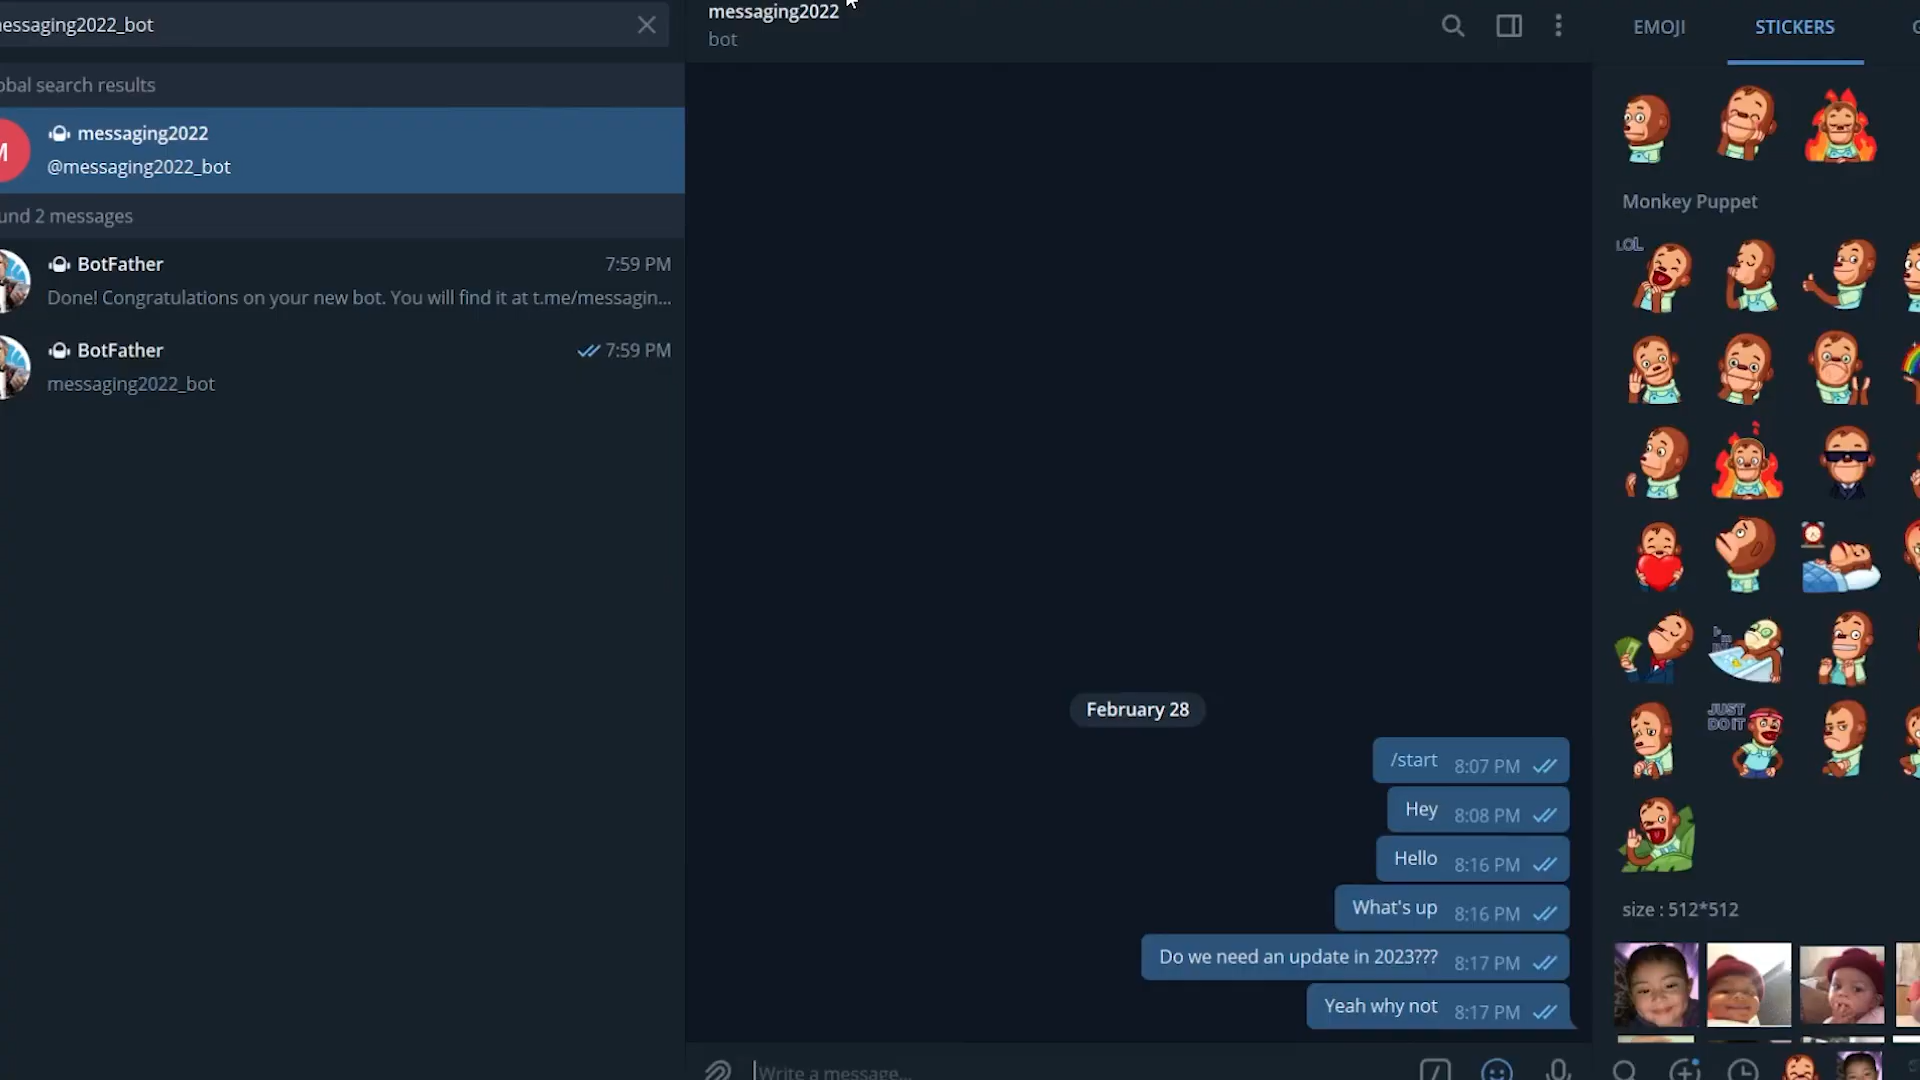 essaging2022_bot
obal search results
messaging2022
@messaging2022_bot
und 2 messages
BotFather 7:59 PM
Done! Congratulations on your new bot. You will find it at t.me/messagin...
BotFather 7:59 PM
messaging2022_bot
messaging2022
bot
February 28
/start 8:07 PM
Hey 8:08 PM
Hello 8:16 PM
What's up 8:16 PM
Do we need an update in 2023??? 8:17 PM
Yeah why not 8:17 PM
Write a message...
EMOJI STICKERS
Monkey Puppet
LOL
JUST
DO IT
size : 512*512